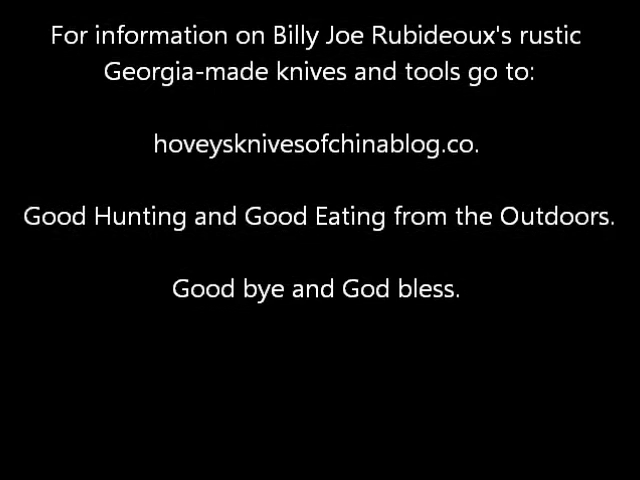 For information on Billy Joe Rubideoux's rustic
Georgia-made knives and tools go to:
hoveysknivesofchinablog.co.
Good Hunting and Good Eating from the Outdoors.
Good bye and God bless.